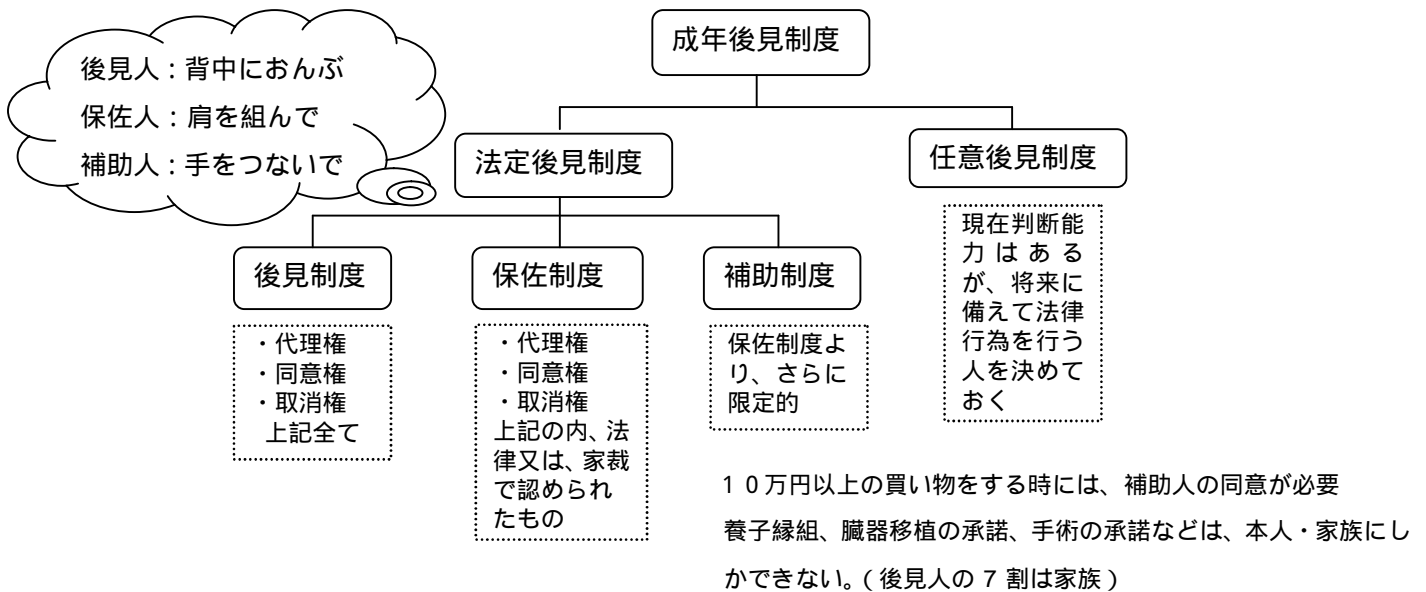 後見人：背中におんぶ
保佐人：肩を組んで
補助人：手をつないで
成年後見制度
法定後見制度
任意後見制度
現在判断能
力はある
が、将来に
備えて法律
行為を行う
人を決めて
おく
後見制度
保佐制度
補助制度
・代理権
・同意権
・取消権
上記全て
・代理権
・同意権
・取消権
上記の内、法
律又は、家裁
で認められ
たもの
保佐制度よ
り、さらに
限定的
１０万円以上の買い物をする時には、補助人の同意が必要
養子縁組、臓器移植の承諾、手術の承諾などは、本人・家族にし
かできない。（後見人の７割は家族）